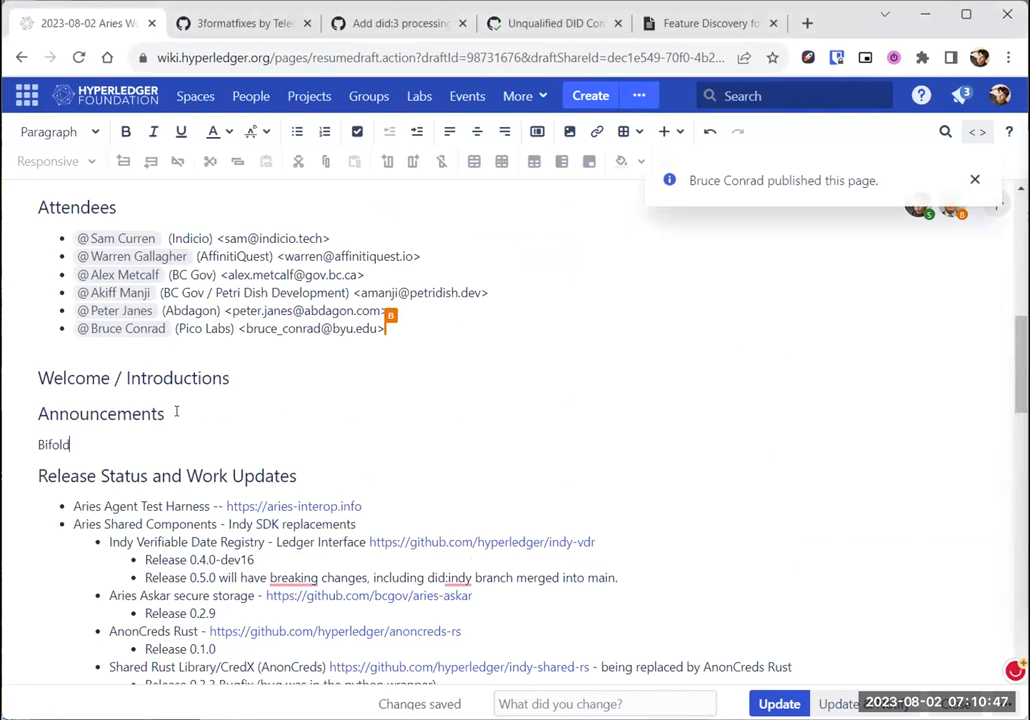 2023-08-02 Aries W
3formatfixes by Tele
Add did:3 processing
Unqualified DID Con
Feature Discovery fo
wiki.hyperledger.org/pages/resumedraft.action?draftId=98731676&draftShareId=dec1e549-70f0-4b2...
HYPERLEDGER
FOUNDATION
Spaces
People
Projects
Groups
Labs
Events
More
Create
Search
3
Paragraph
B I U A
Responsive
Bruce Conrad published this page.
Attendees
S
B
@Sam Curren (Indicio) <sam@indicio.tech>
@Warren Gallagher (AffinitiQuest) <warren@affinitiquest.io>
@Alex Metcalf (BC Gov) <alex.metcalf@gov.bc.ca>
@Akiff Manji (BC Gov / Petri Dish Development) <amanji@petridish.dev>
@Peter Janes (Abdagon) <peter.janes@abdagon.com>
B
@Bruce Conrad (Pico Labs) <bruce_conrad@byu.edu>
Welcome / Introductions
Announcements
Bifold
Release Status and Work Updates
Aries Agent Test Harness -- https://aries-interop.info
Aries Shared Components - Indy SDK replacements
Indy Verifiable Date Registry - Ledger Interface https://github.com/hyperledger/indy-vdr
Release 0.4.0-dev16
Release 0.5.0 will have breaking changes, including did:indy branch merged into main.
Aries Askar secure storage - https://github.com/bcgov/aries-askar
Release 0.2.9
AnonCreds Rust - https://github.com/hyperledger/anoncreds-rs
Release 0.1.0
Shared Rust Library/CredX (AnonCreds) https://github.com/hyperledger/indy-shared-rs - being replaced by AnonCreds Rust
Changes saved
What did you change?
Update
Update
2023-08-02 07:10:47